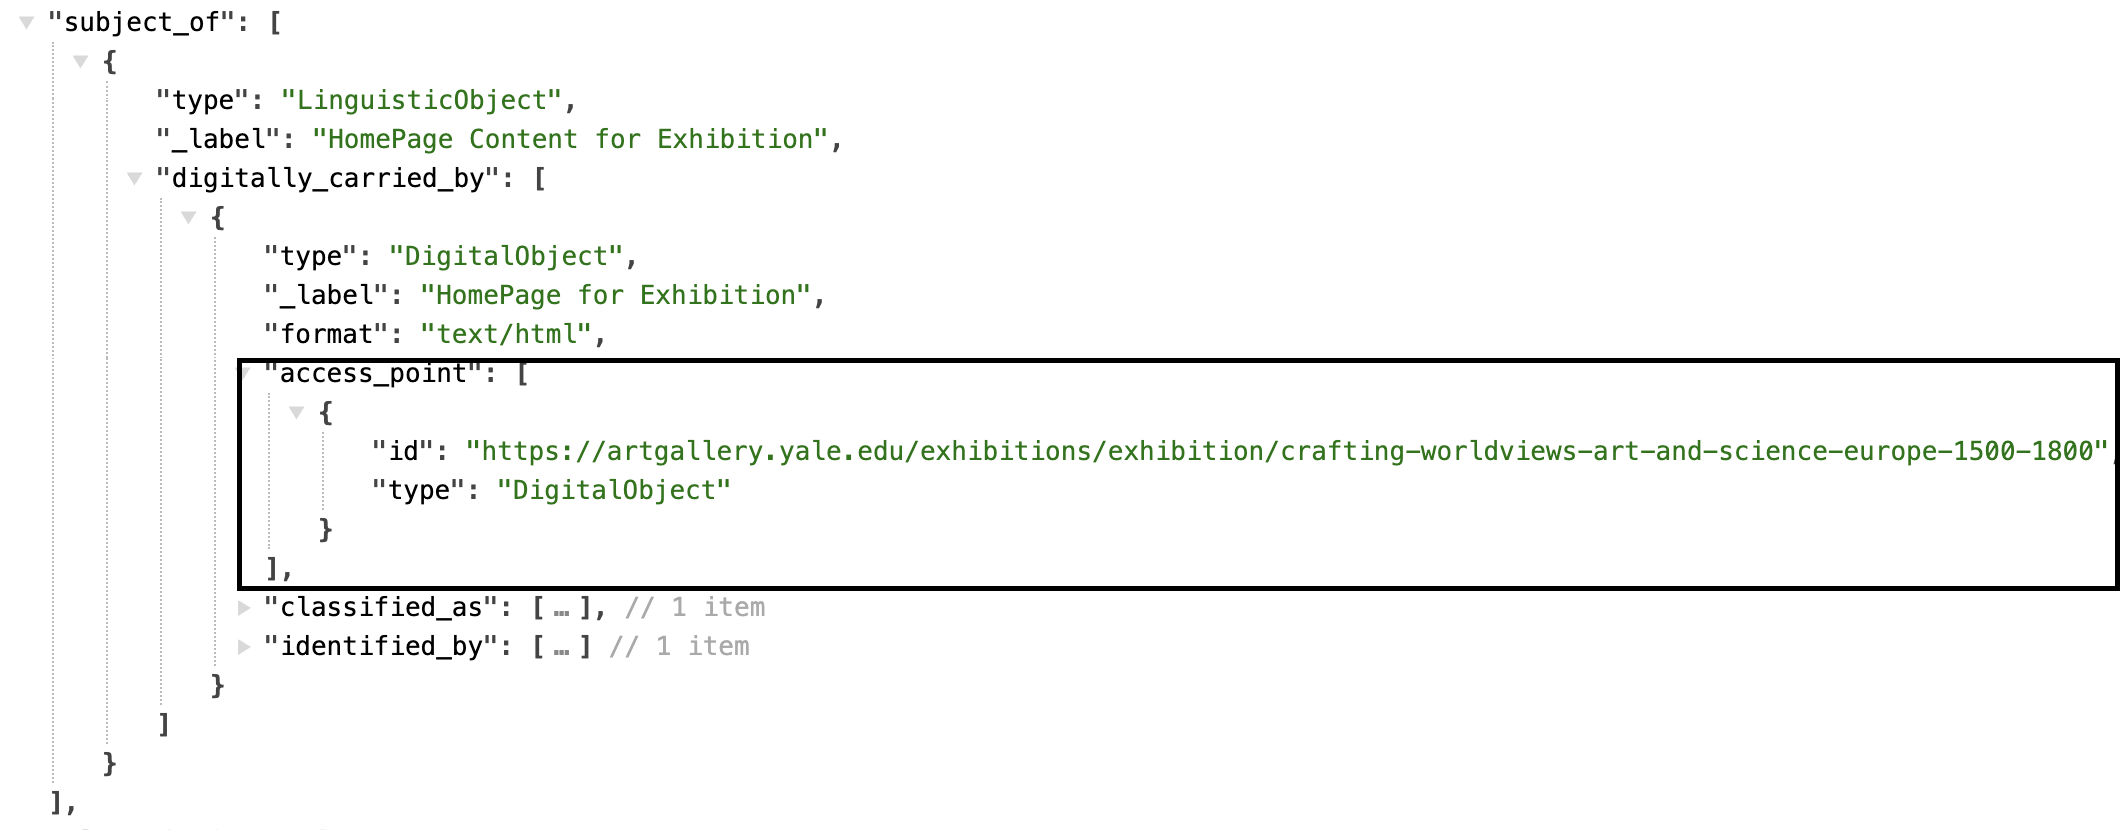 "subject_of": [
{
"type": "LinguisticObject",
"_label": "HomePage Content for Exhibition",
"digitally_carried_by": [
{
"type": "DigitalObject",
"_label": "HomePage for Exhibition",
"format": "text/html",
"access_point": [
{
"id": "https://artgallery.yale.edu/exhibitions/exhibition/crafting-worldviews-art-and-science-europe-1500-1800",
"type": "DigitalObject"
}
],
"classified_as": [ … ], // 1 item
"identified_by": [ … ] // 1 item
}
]
}
],